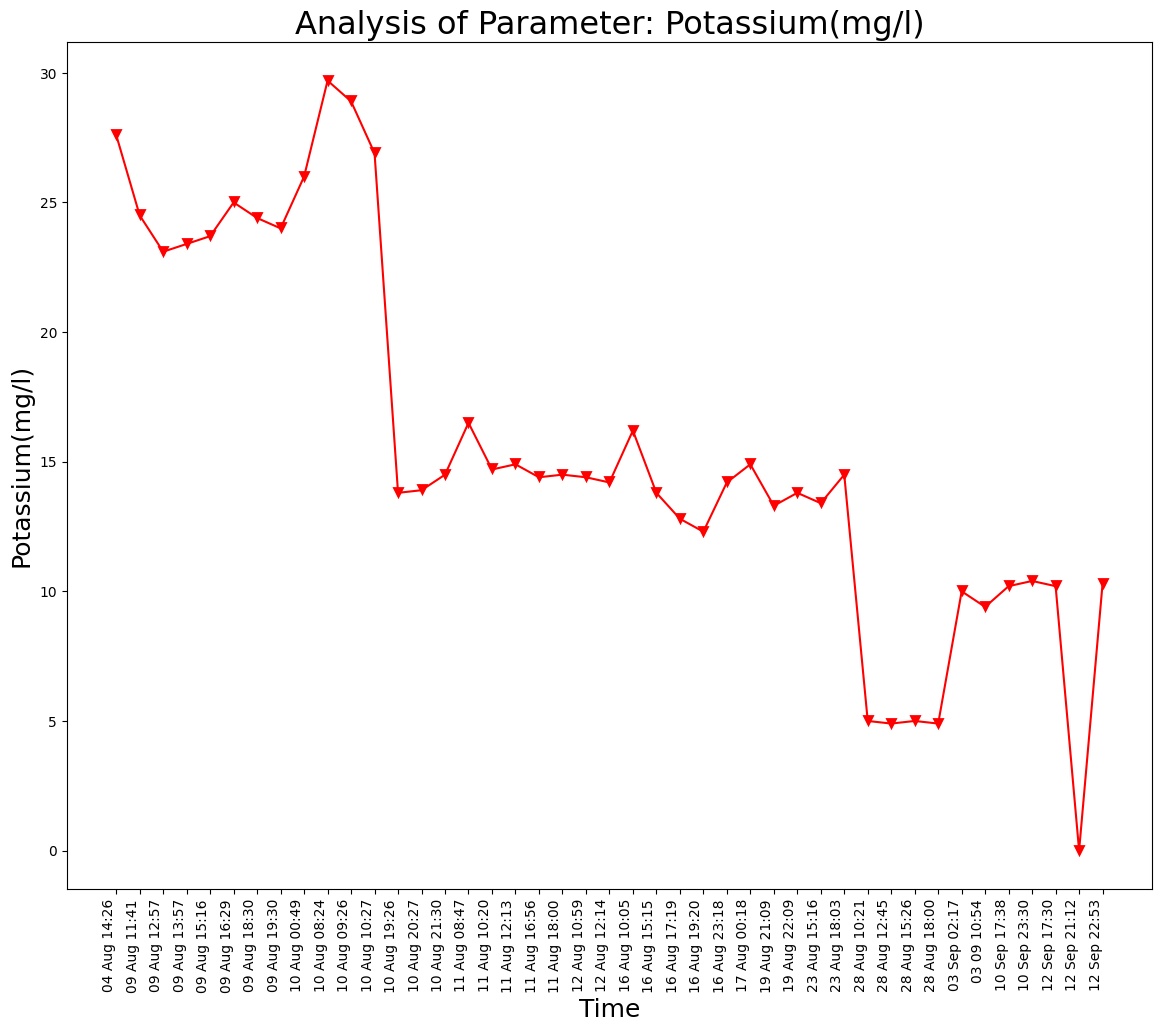 Analysis of Parameter: Potassium(mg/l)
Potassium(mg/l)
30
25
20
15
10
5
0
04 Aug 14:26
09 Aug 11:41
09 Aug 12:57
09 Aug 13:57
09 Aug 15:16
09 Aug 16:29
09 Aug 18:30
09 Aug 19:30
10 Aug 00:49
10 Aug 08:24
10 Aug 09:26
10 Aug 10:27
10 Aug 19:26
10 Aug 20:27
10 Aug 21:30
11 Aug 08:47
11 Aug 10:20
11 Aug 12:13
11 Aug 16:56
11 Aug 18:00
12 Aug 10:59
12 Aug 12:14
16 Aug 10:05
16 Aug 15:15
16 Aug 17:19
16 Aug 19:20
16 Aug 23:18
17 Aug 00:18
19 Aug 21:09
19 Aug 22:09
23 Aug 15:16
23 Aug 18:03
28 Aug 10:21
28 Aug 12:45
28 Aug 15:26
28 Aug 18:00
03 Sep 02:17
03 09 10:54
10 Sep 17:38
10 Sep 23:30
12 Sep 17:30
12 Sep 21:12
12 Sep 22:53
Time